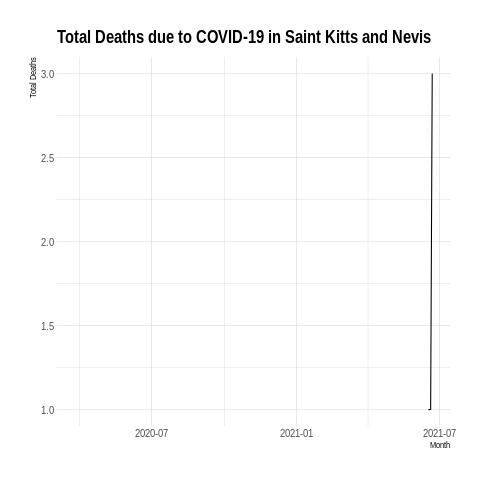 Total Deaths due to COVID-19 in Saint Kitts and Nevis
Total Deaths
3.0
2.5
2.0
1.5
1.0
2020-07
2021-01
2021-07
Month